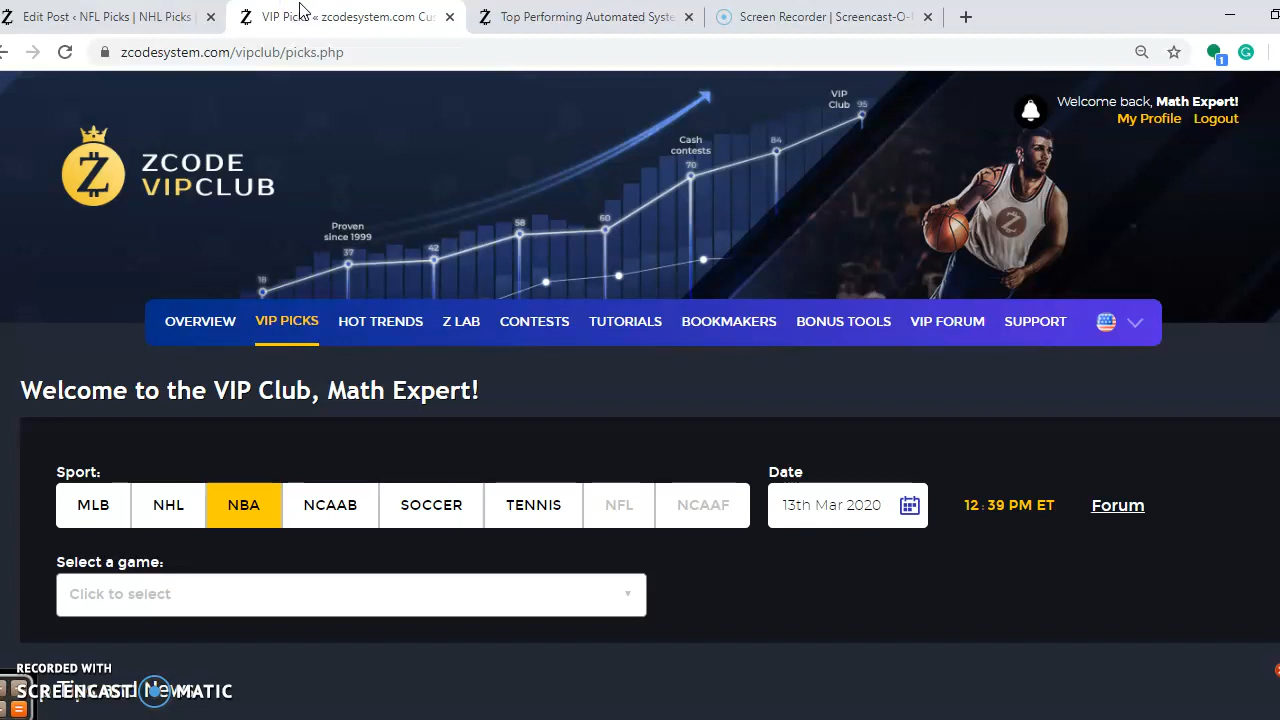 Edit Post ‹ NFL Picks | NHL Picks |
VIP Picks « zcodesystem.com Cus
Top Performing Automated Syste
Screen Recorder | Screencast-O-M
zcodesystem.com/vipclub/picks.php
1
ZCODE
VIPCLUB
18
Proven
since 1999
37
42
58
60
Cash
contests
70
84
VIP
Club
95
Welcome back, Math Expert!
My Profile Logout
OVERVIEW VIP PICKS HOT TRENDS Z LAB CONTESTS TUTORIALS BOOKMAKERS BONUS TOOLS VIP FORUM SUPPORT
Welcome to the VIP Club, Math Expert!
Sport:
MLB NHL NBA NCAAB SOCCER TENNIS NFL NCAAF
Date
13th Mar 2020
12:39 PM ET
Forum
Select a game:
Click to select
RECORDED WITH
SCREENCAST-O-MATIC